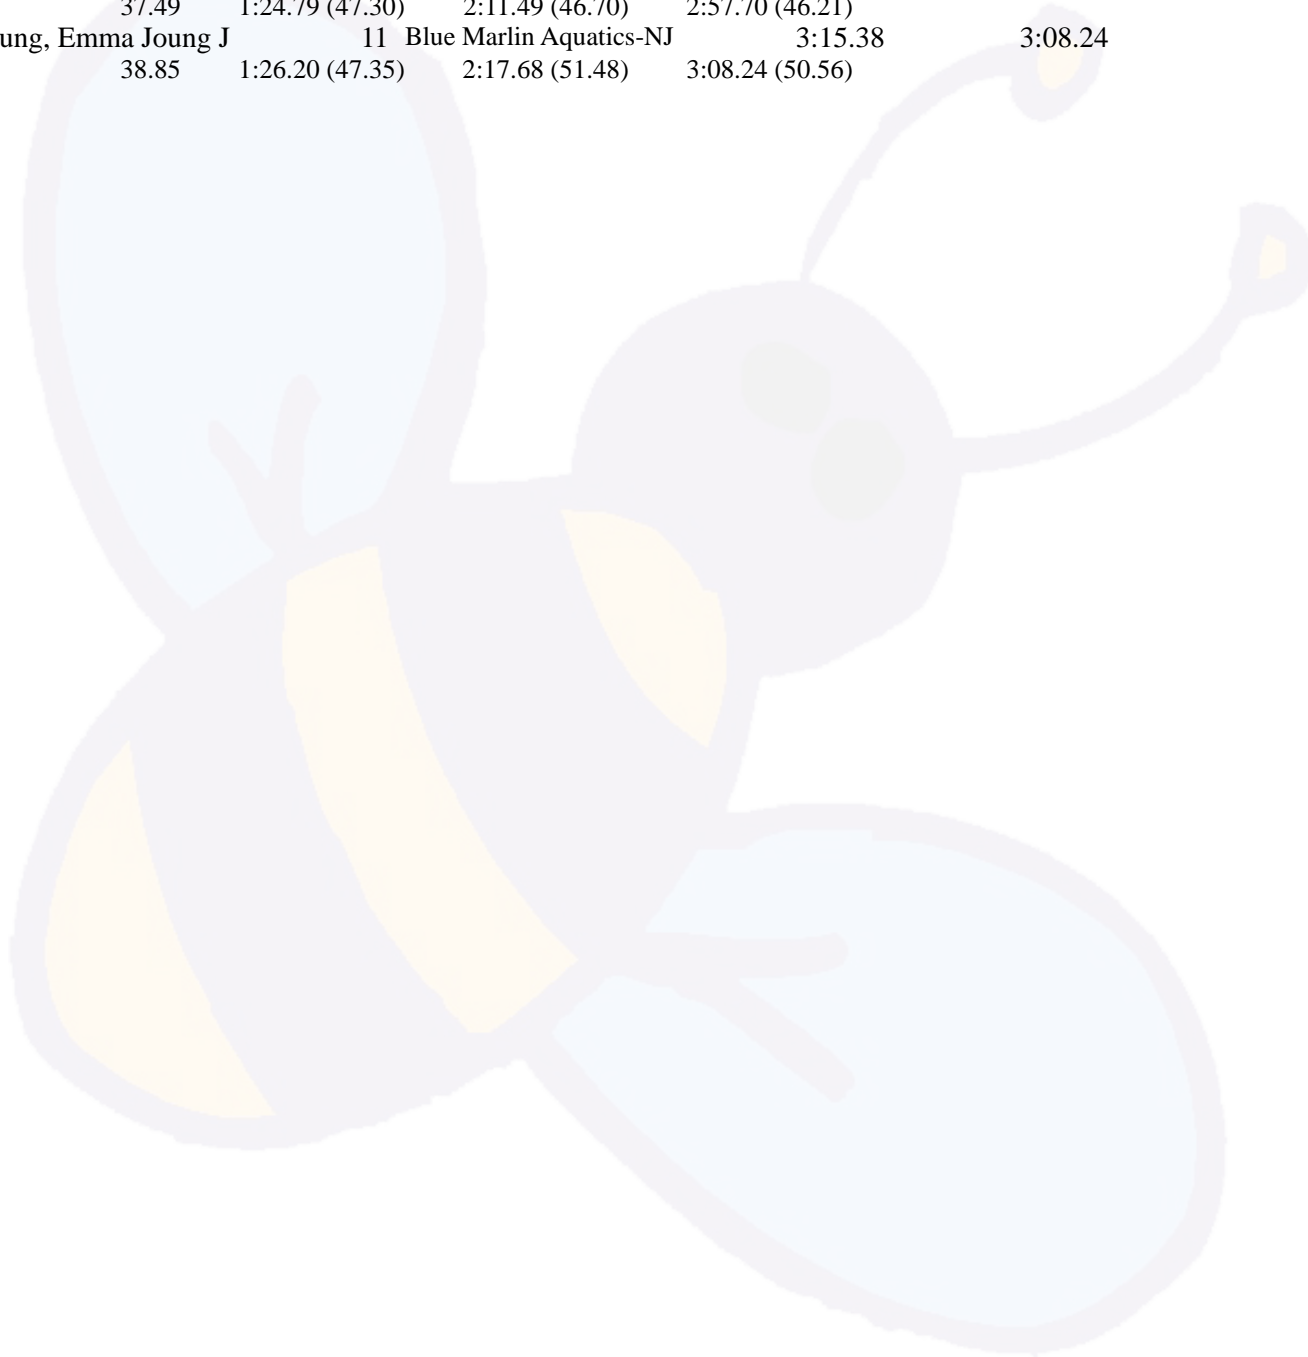 37.49 1:24.79 (47.30) 2:11.49 (46.70) 2:57.70 (46.21)
ung, Emma Joung J 11 Blue Marlin Aquatics-NJ 3:15.38 3:08.24
38.85 1:26.20 (47.35) 2:17.68 (51.48) 3:08.24 (50.56)